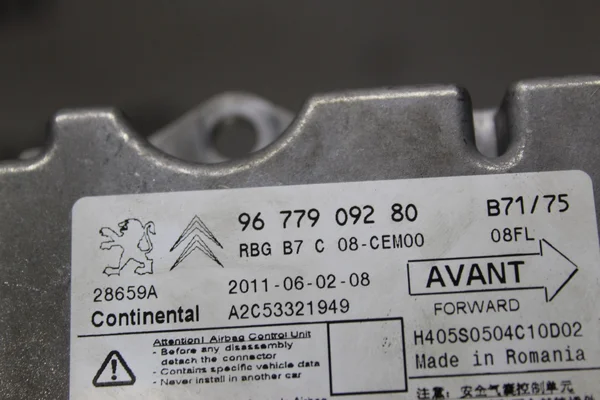 96 779 092 80
B71/75
RBG B7 C 08-CEM00
08FL
28659A
2011-06-02-08
AVANT
Continental
A2C53321949
FORWARD
Attention! Airbag Control Unit
- Before any disassembly
detach the connector
- Contains specific vehicle data
- Never install in another car
H405S0504C10D02
Made in Romania
注意：安全气囊控制单元